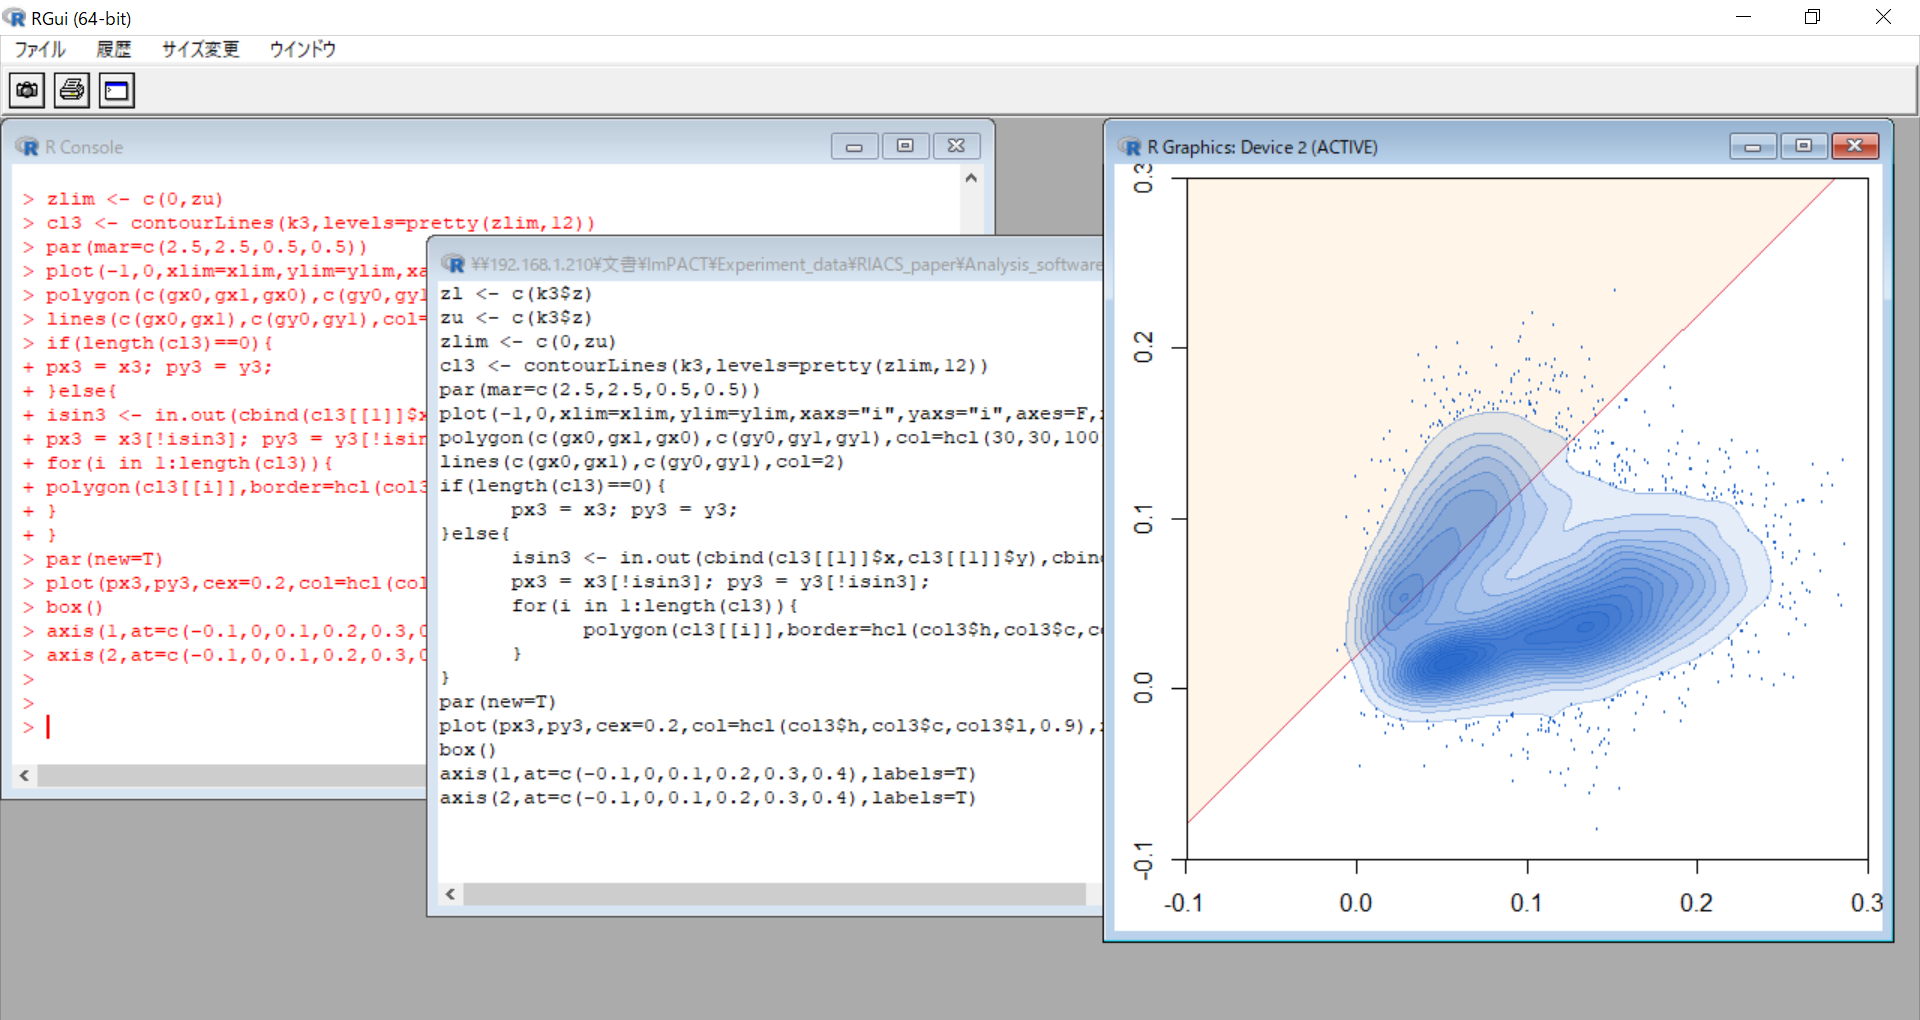 RGui (64-bit)
ファイル 履歴 サイズ変更 ウインドウ
R Console
> zlim <- c(0,zu)
> cl3 <- contourLines(k3,levels=pretty(zlim,12))
> par(mar=c(2.5,2.5,0.5,0.5))
> plot(-1,0,xlim=xlim,ylim=ylim,xa
> polygon(c(gx0,gx1,gx0),c(gy0,gy1
> lines(c(gx0,gx1),c(gy0,gy1),col=
> if(length(cl3)==0){
+ px3 = x3; py3 = y3;
+ }else{
+ isin3 <- in.out(cbind(cl3[[1]]$x
+ px3 = x3[!isin3]; py3 = y3[!isin
+ for(i in 1:length(cl3)){
+ polygon(cl3[[i]],border=hcl(col3
+ }
+ }
> par(new=T)
> plot(px3,py3,cex=0.2,col=hcl(col
> box()
> axis(1,at=c(-0.1,0,0.1,0.2,0.3,0
> axis(2,at=c(-0.1,0,0.1,0.2,0.3,0
>
>
>
¥¥192.168.1.210¥文書¥ImPACT¥Experiment_data¥RIACS_paper¥Analysis_software
zl <- c(k3$z)
zu <- c(k3$z)
zlim <- c(0,zu)
cl3 <- contourLines(k3,levels=pretty(zlim,12))
par(mar=c(2.5,2.5,0.5,0.5))
plot(-1,0,xlim=xlim,ylim=ylim,xaxs="i",yaxs="i",axes=F,
polygon(c(gx0,gx1,gx0),c(gy0,gy1,gy1),col=hcl(30,30,100
lines(c(gx0,gx1),c(gy0,gy1),col=2)
if(length(cl3)==0){
px3 = x3; py3 = y3;
}else{
isin3 <- in.out(cbind(cl3[[1]]$x,cl3[[1]]$y),cbin
px3 = x3[!isin3]; py3 = y3[!isin3];
for(i in 1:length(cl3)){
polygon(cl3[[i]],border=hcl(col3$h,col3$c,c
}
}
par(new=T)
plot(px3,py3,cex=0.2,col=hcl(col3$h,col3$c,col3$l,0.9),
box()
axis(1,at=c(-0.1,0,0.1,0.2,0.3,0.4),labels=T)
axis(2,at=c(-0.1,0,0.1,0.2,0.3,0.4),labels=T)
R Graphics: Device 2 (ACTIVE)
0.3
0.2
0.1
0.0
-0.1
-0.1 0.0 0.1 0.2 0.3